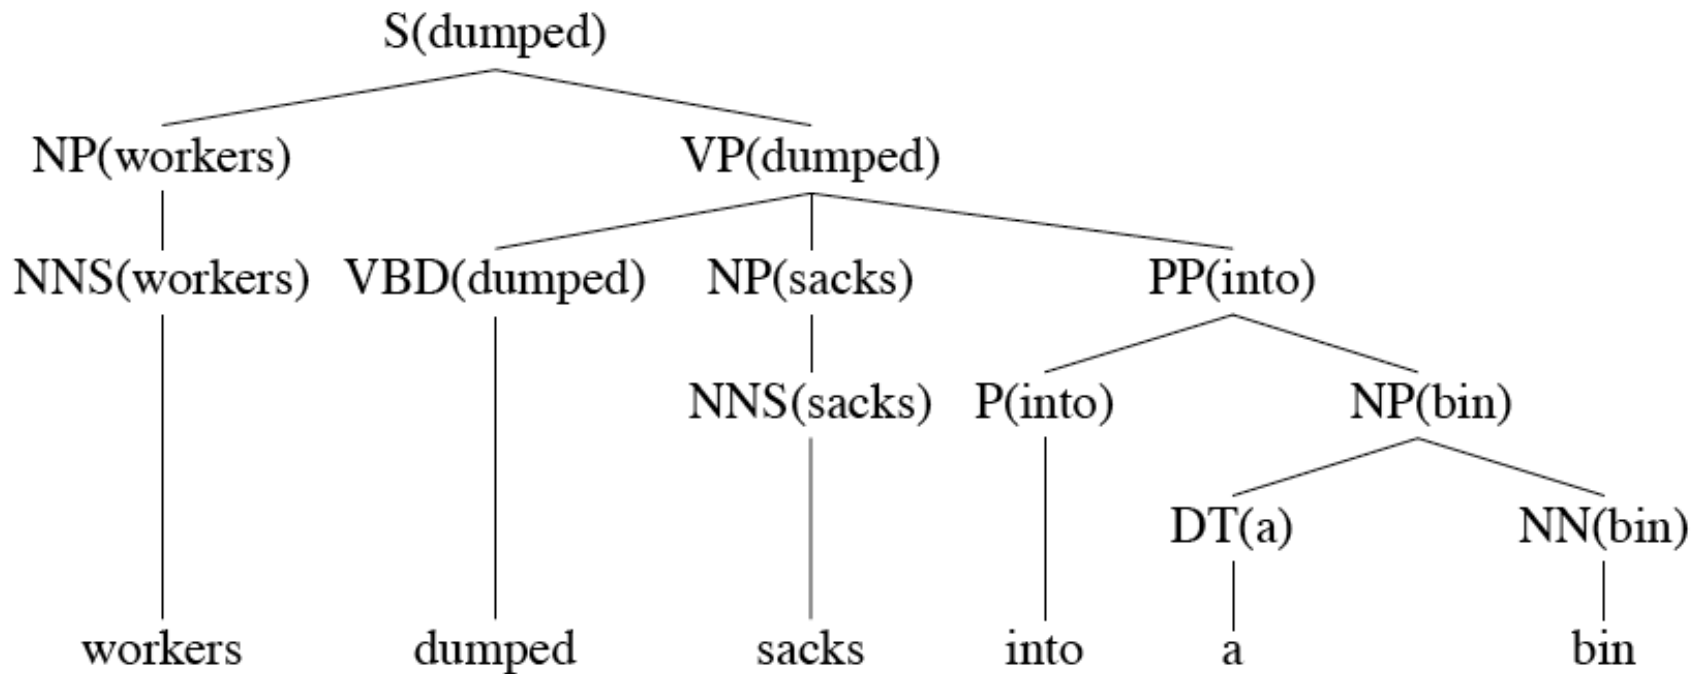 S(dumped)
NP(workers) VP(dumped)
NNS(workers) VBD(dumped) NP(sacks) PP(into)
NNS(sacks) P(into) NP(bin)
DT(a) NN(bin)
workers dumped sacks into a bin